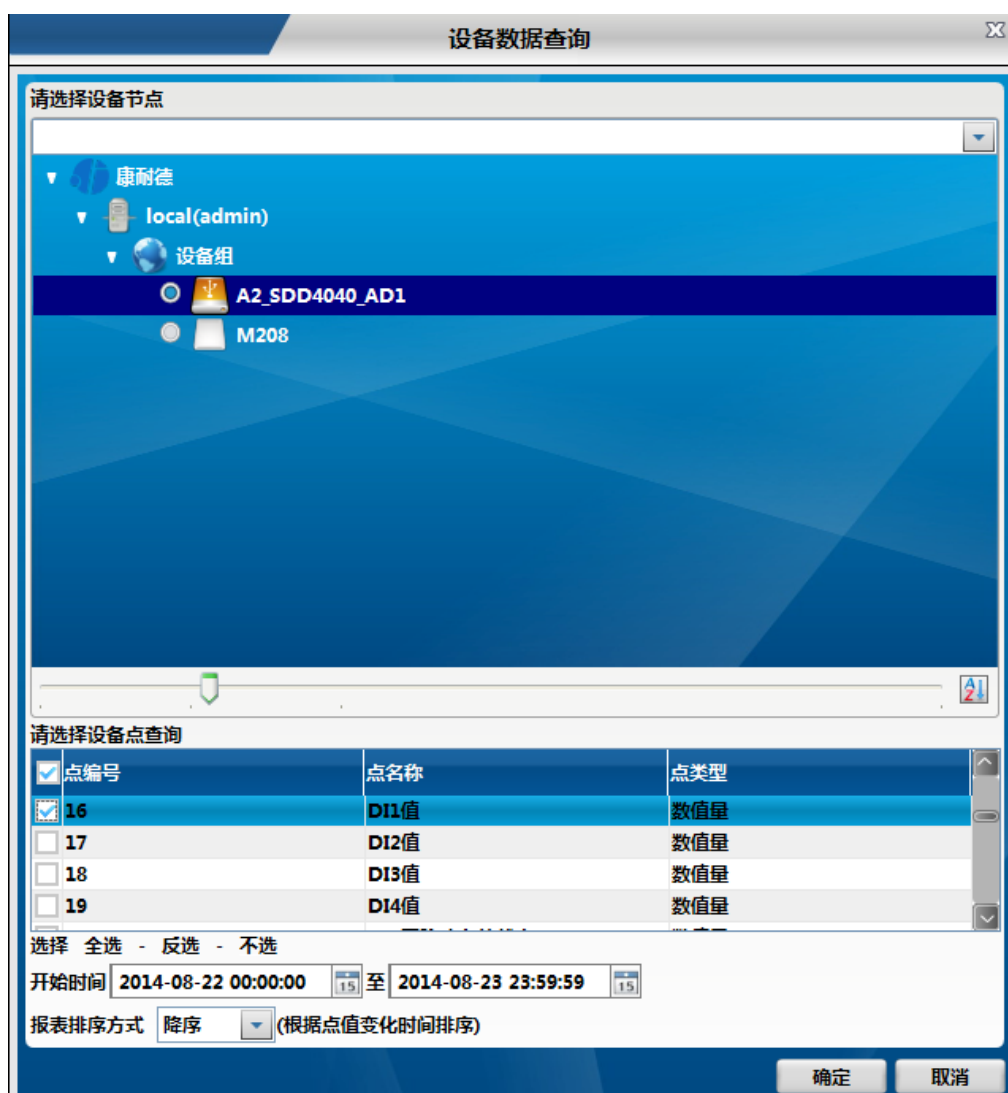 设备数据查询
请选择设备节点
康耐德
local(admin)
设备组
A2_SDD4040_AD1
M208
A
Z
请选择设备点查询
点编号 点名称 点类型
16 DI1值 数值量
17 DI2值 数值量
18 DI3值 数值量
19 DI4值 数值量
选择 全选 - 反选 - 不选
开始时间 2014-08-22 00:00:00 15 至 2014-08-23 23:59:59 15
报表排序方式 降序 (根据点值变化时间排序)
确定 取消